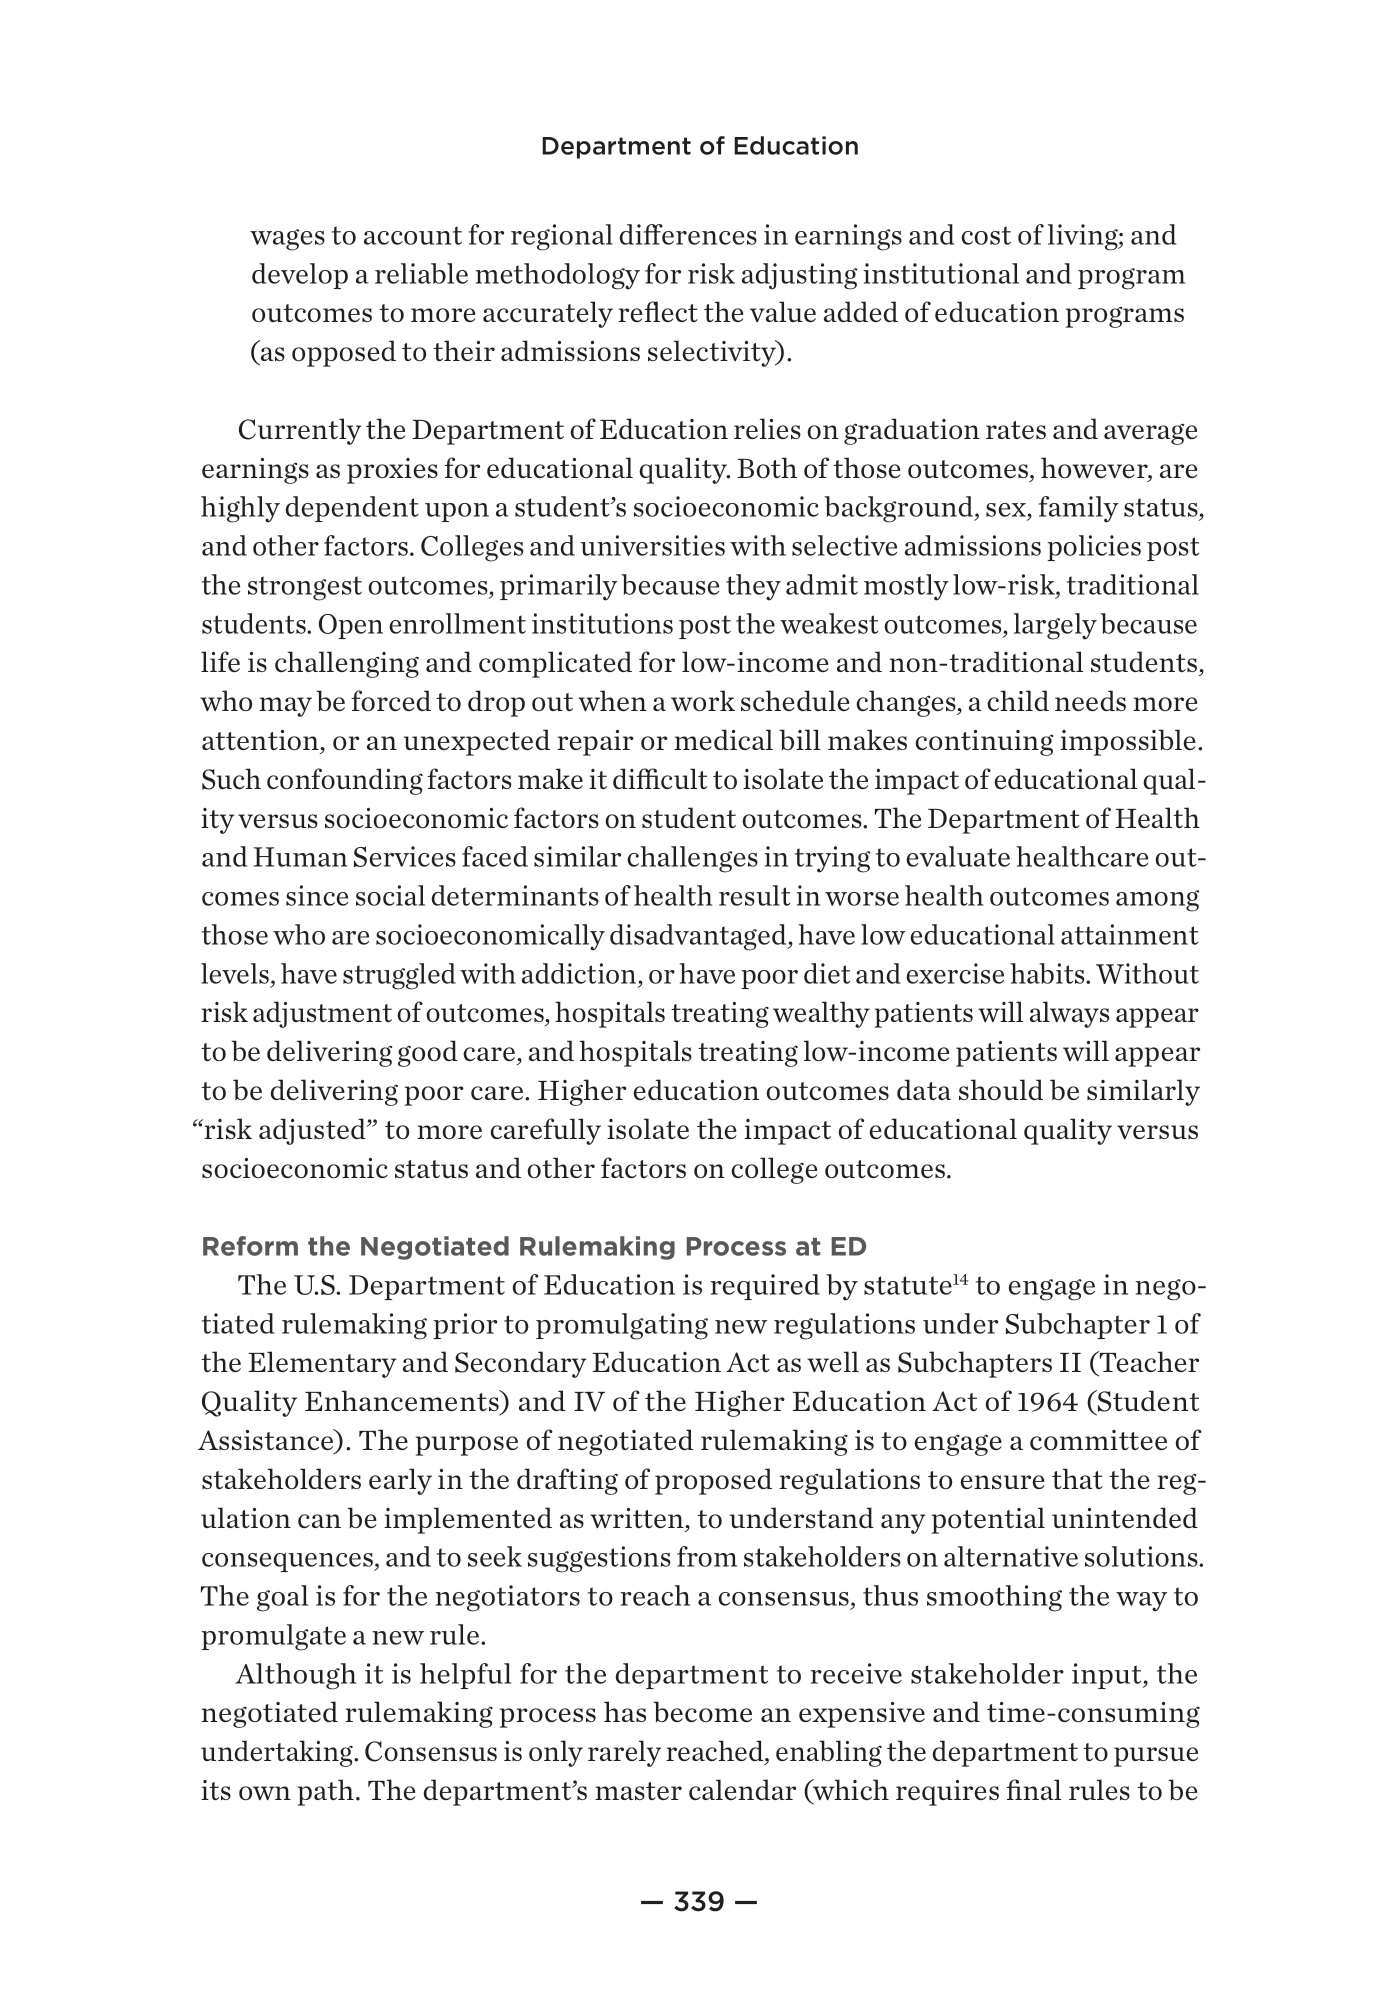 Department of Education
wages to account for regional differences in earnings and cost of living; and
develop a reliable methodology for risk adjusting institutional and program
outcomes to more accurately reflect the value added of education programs
(as opposed to their admissions selectivity).
Currently the Department of Education relies on graduation rates and average
earnings as proxies for educational quality. Both of those outcomes, however, are
highly dependent upon a student’s socioeconomic background, sex, family status,
and other factors. Colleges and universities with selective admissions policies post
the strongest outcomes, primarily because they admit mostly low-risk, traditional
students. Open enrollment institutions post the weakest outcomes, largely because
life is challenging and complicated for low-income and non-traditional students,
who may be forced to drop out when a work schedule changes, a child needs more
attention, or an unexpected repair or medical bill makes continuing impossible.
Such confounding factors make it difficult to isolate the impact of educational qual-
ity versus socioeconomic factors on student outcomes. The Department of Health
and Human Services faced similar challenges in trying to evaluate healthcare out-
comes since social determinants of health result in worse health outcomes among
those who are socioeconomically disadvantaged, have low educational attainment
levels, have struggled with addiction, or have poor diet and exercise habits. Without
risk adjustment of outcomes, hospitals treating wealthy patients will always appear
to be delivering good care, and hospitals treating low-income patients will appear
to be delivering poor care. Higher education outcomes data should be similarly
“risk adjusted” to more carefully isolate the impact of educational quality versus
socioeconomic status and other factors on college outcomes.
Reform the Negotiated Rulemaking Process at ED
The U.S. Department of Education is required by statute¹⁴ to engage in nego-
tiated rulemaking prior to promulgating new regulations under Subchapter 1 of
the Elementary and Secondary Education Act as well as Subchapters II (Teacher
Quality Enhancements) and IV of the Higher Education Act of 1964 (Student
Assistance). The purpose of negotiated rulemaking is to engage a committee of
stakeholders early in the drafting of proposed regulations to ensure that the reg-
ulation can be implemented as written, to understand any potential unintended
consequences, and to seek suggestions from stakeholders on alternative solutions.
The goal is for the negotiators to reach a consensus, thus smoothing the way to
promulgate a new rule.
Although it is helpful for the department to receive stakeholder input, the
negotiated rulemaking process has become an expensive and time-consuming
undertaking. Consensus is only rarely reached, enabling the department to pursue
its own path. The department’s master calendar (which requires final rules to be
— 339 —